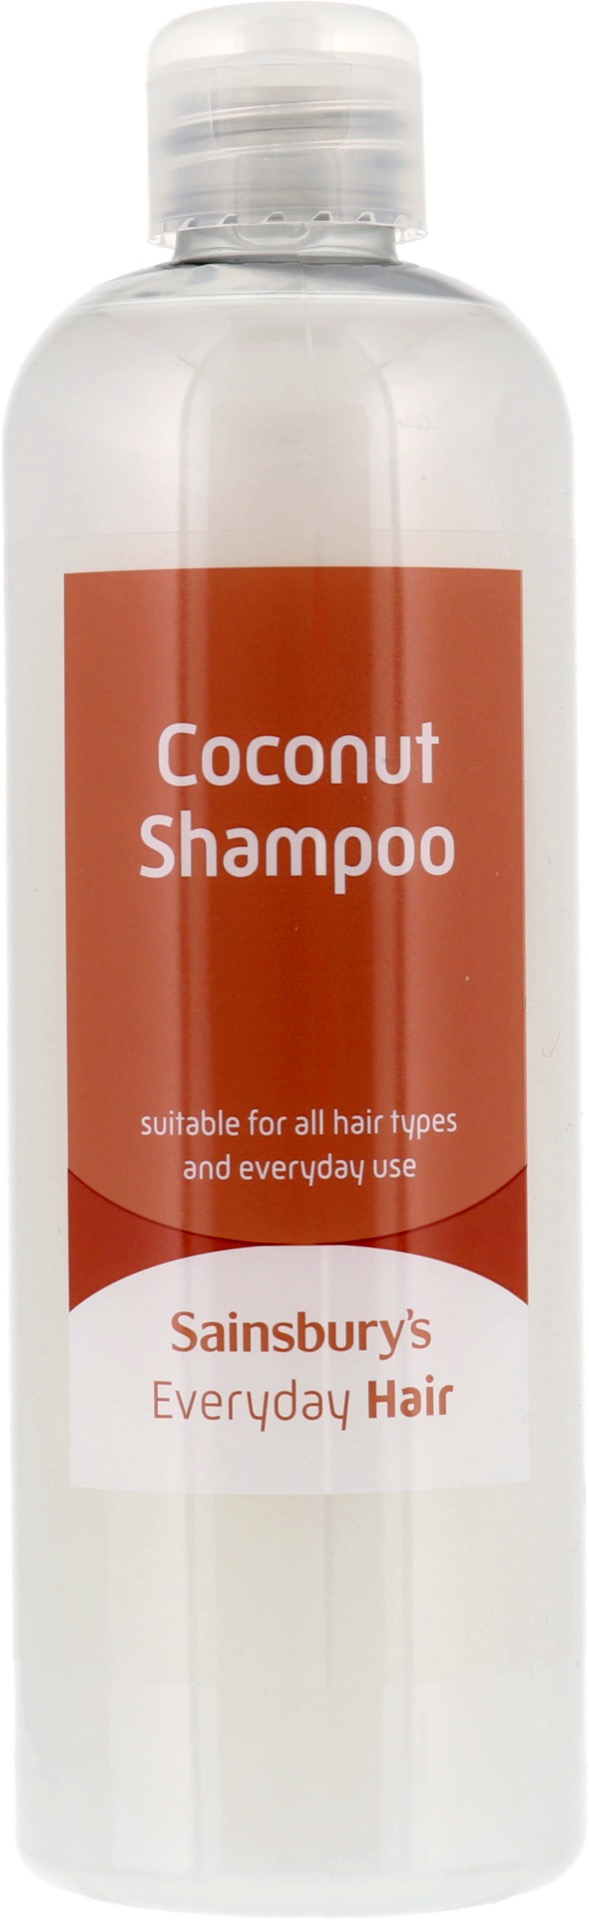 Coconut
Shampoo
suitable for all hair types
and everyday use
Sainsbury's
Everyday Hair